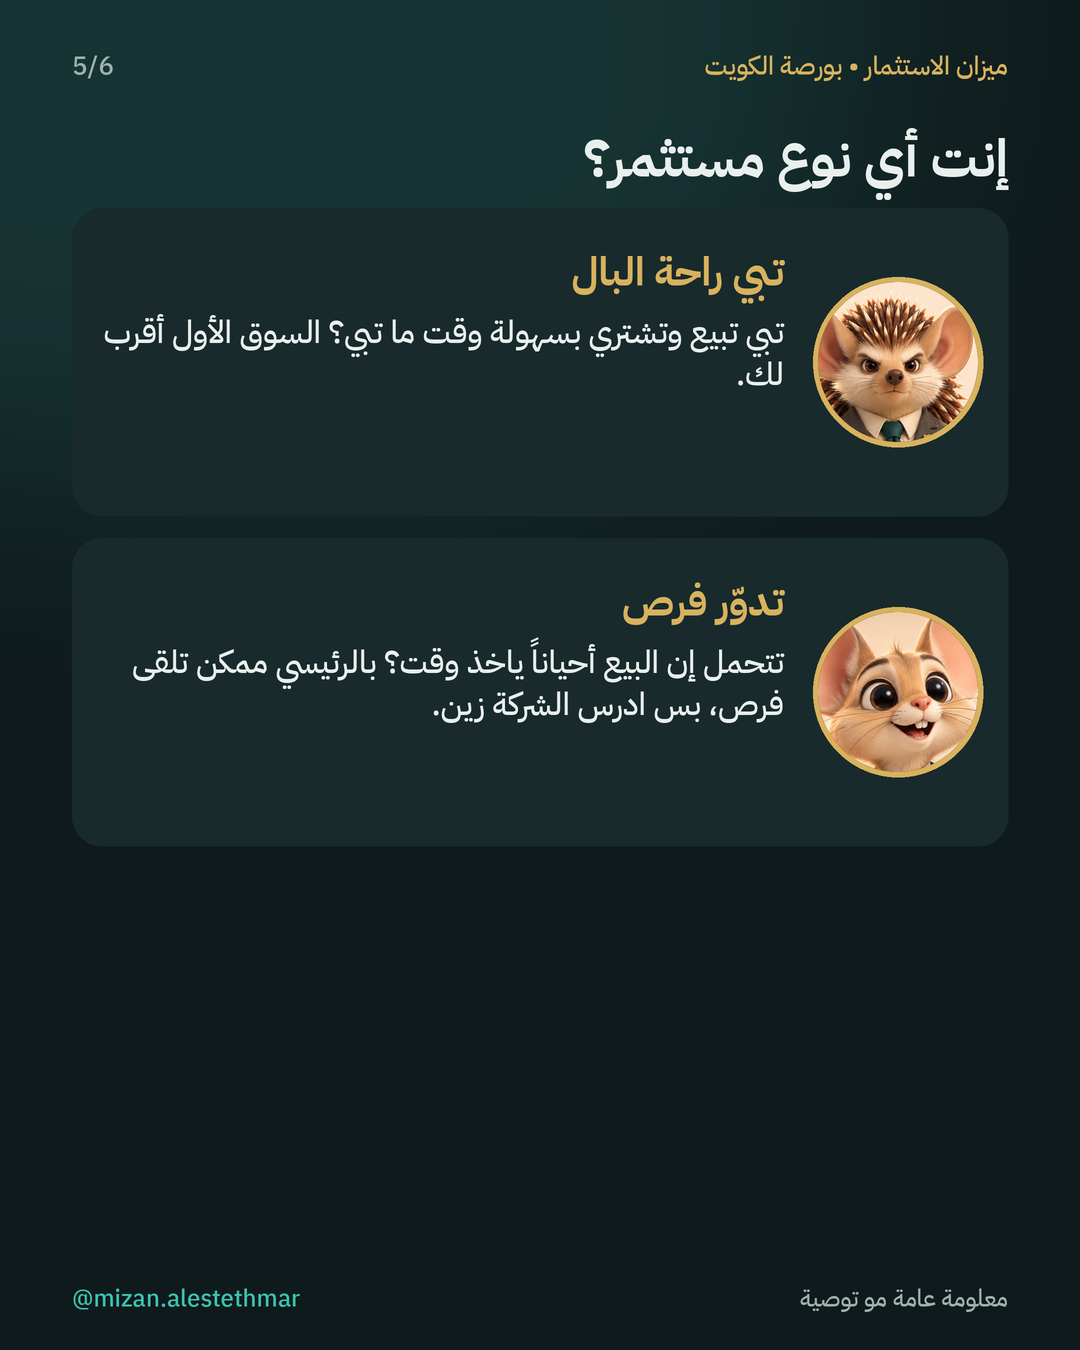 ميزان الاستثمار • بورصة الكويت
5/6
إنت أي نوع مستثمر؟
تبي راحة البال
تبي تبيع وتشتري بسهولة وقت ما تبي؟ السوق الأول أقرب
لك.
تدوّر فرص
تتحمل إن البيع أحياناً ياخذ وقت؟ بالرئيسي ممكن تلقى
فرص، بس ادرس الشركة زين.
معلومة عامة مو توصية
@mizan.alestethmar